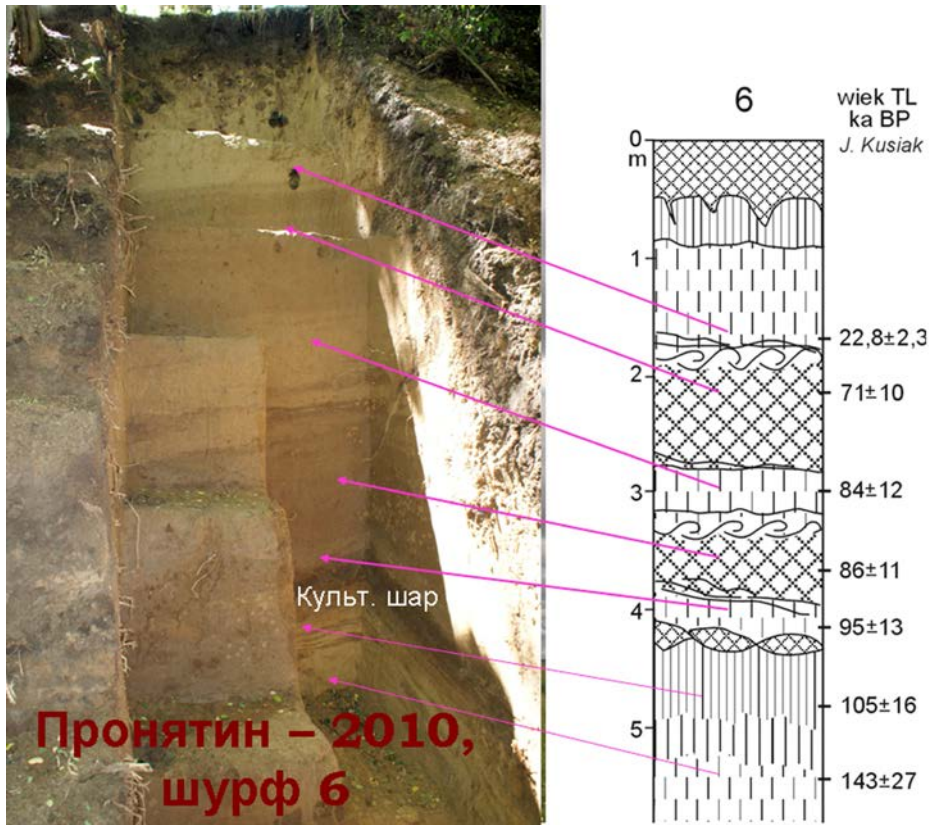 6
wiek TL
ka BP
J. Kusiak
0
m
1
22,8±2,3
2
71±10
3
84±12
86±11
Культ. шар
4
95±13
105±16
5
143±27
Пронятин – 2010,
шурф 6